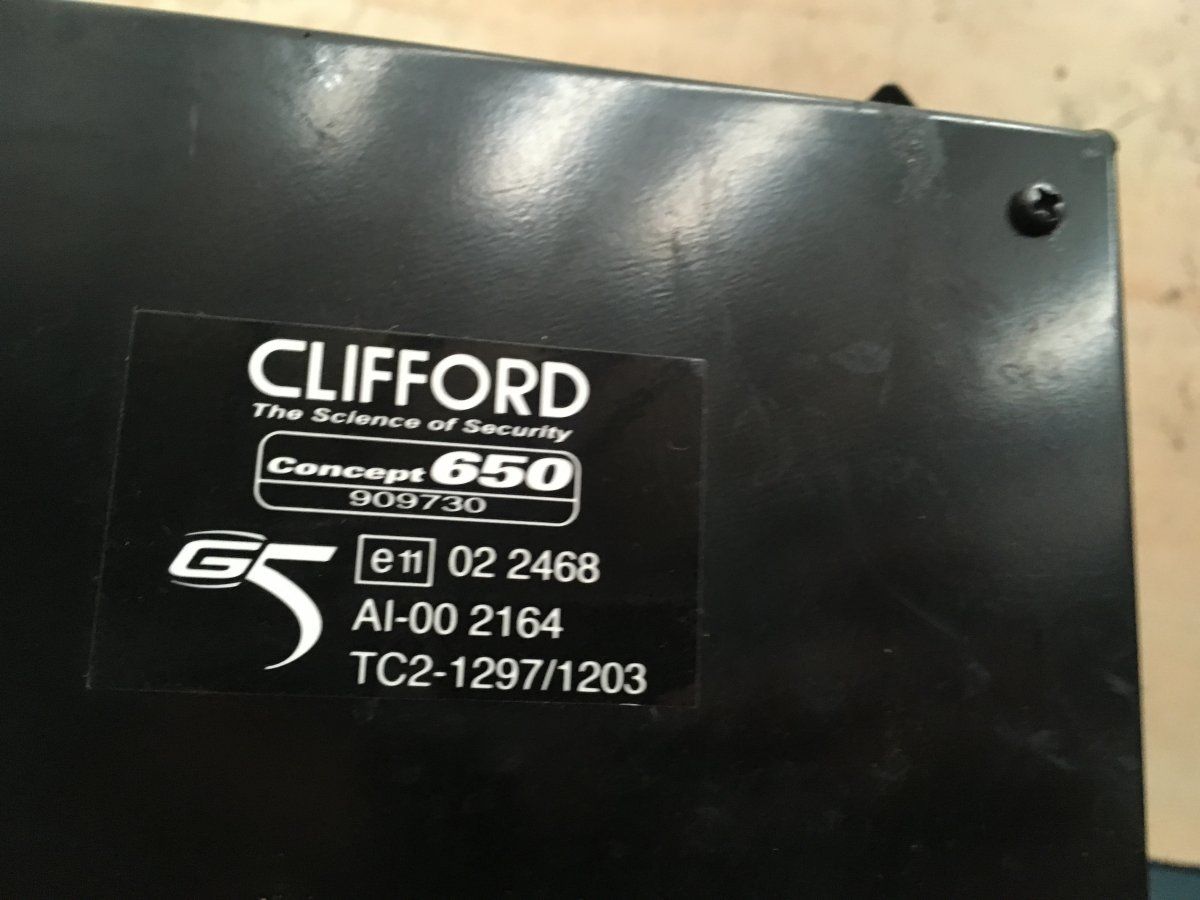 CLIFFORD
The Science of Security
Concept 650
909730
G5
e11 02 2468
AI-00 2164
TC2-1297/1203